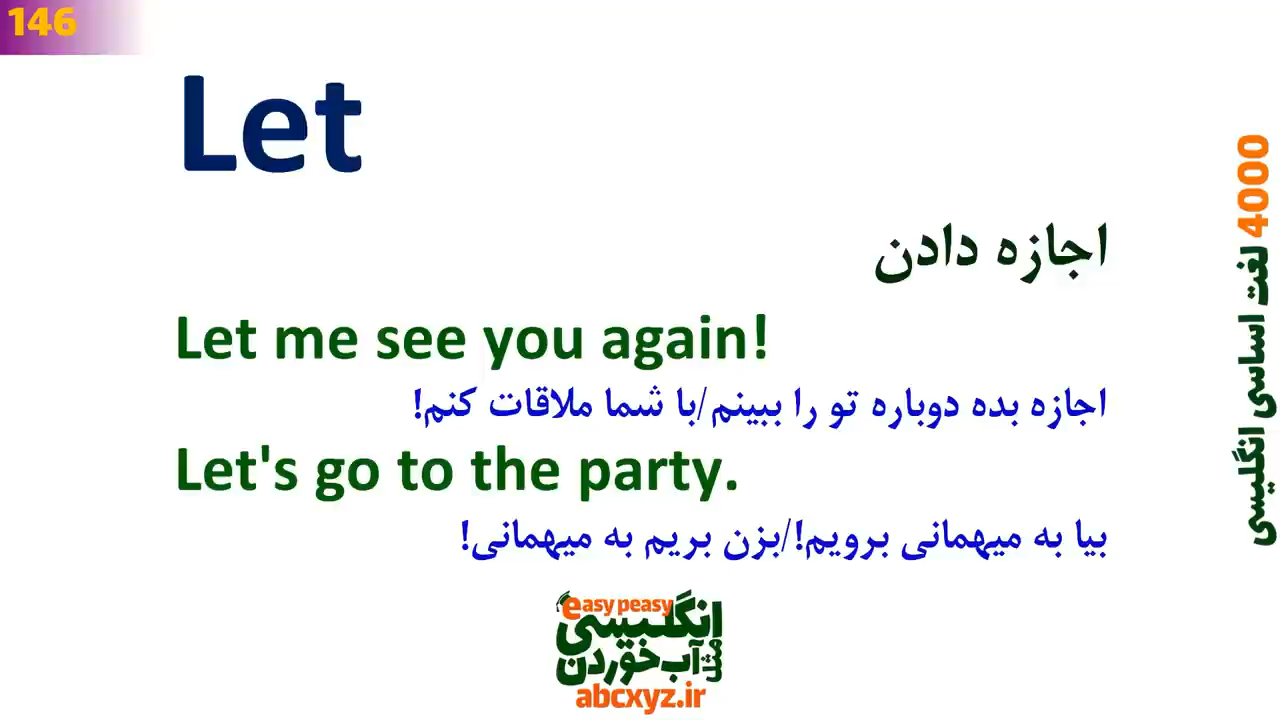 146
Let
اجازه دادن
Let me see you again!
اجازه بده دوباره تو را ببینم/با شما ملاقات کنم!
Let's go to the party.
بیا به میهمانی برویم!/بزن بریم به میهمانی!
4000 لغت اساسی انگلیسی
easy peasy
انگلیسی
مثل آب خوردن
abcxyz.ir